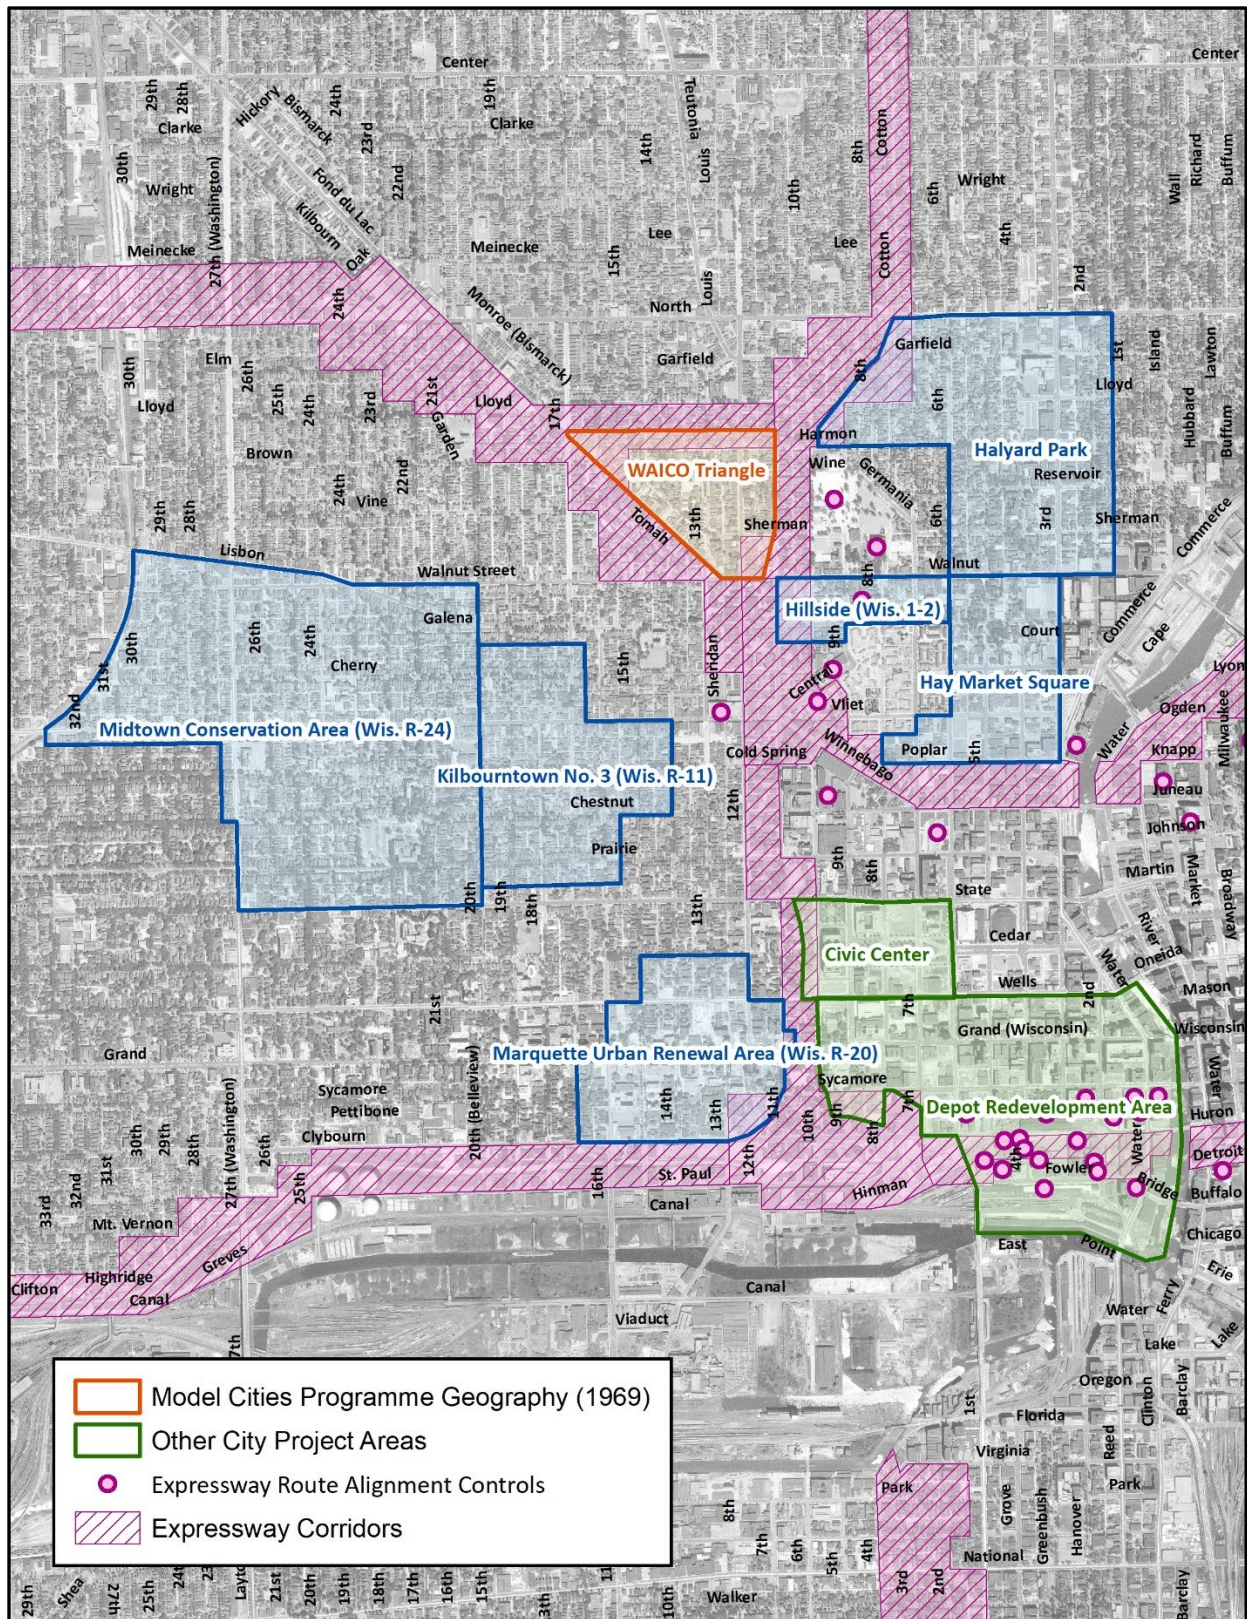 Center
Center
29th
28th
Hickory
Bismarck
24th
19th
Teutonia
Clarke
23rd
Clarke
8th
Cotton
30th
14th
Louis
Wall
Richard
Buffum
Wright
Fond du Lac
22nd
10th
6th
Wright
27th (Washington)
Kilbourn
Oak
Meinecke
Meinecke
15th
Lee
Lee
Cotton
4th
2nd
24th
Monroe (Bismarck)
North
Louis
Elm
Garfield
Garfield
8th
1st
Island
Lawton
30th
26th
25th
24th
23rd
21st
Lloyd
Lloyd
17th
6th
Lloyd
Hubbard
Buffum
Garden
Harmon
Halyard Park
Brown
WAICO Triangle
Wine
Germania
Reservoir
24th
22nd
Vine
29th
28th
Tomah
13th
Sherman
6th
3rd
Sherman
Commerce
Lisbon
Walnut Street
8th
Walnut
Galena
Hillside (Wis. 1-2)
Commerce
Cape
26th
24th
30th
31st
Cherry
15th
Sheridan
9th
Court
Central
Hay Market Square
Lyon
32nd
Midtown Conservation Area (Wis. R-24)
Vliet
Ogden
Milwaukee
Cold Spring
Winnebago
Poplar
5th
Water
Knapp
Kilbourntown No. 3 (Wis. R-11)
Chestnut
12th
Juneau
Johnson
Prairie
9th
8th
Martin
Market
Broadway
20th
19th
18th
13th
State
Cedar
River
Oneida
Civic Center
Water
Wells
2nd
Mason
21st
7th
Grand (Wisconsin)
Wisconsin
Grand
Marquette Urban Renewal Area (Wis. R-20)
Water
Sycamore
Sycamore
Pettibone
20th (Belleview)
14th
13th
11th
10th
9th
8th
7th
Depot Redevelopment Area
Huron
27th (Washington)
Clybourn
30th
29th
28th
26th
12th
4th
Water
Detroit
33rd
32nd
31st
25th
16th
St. Paul
Hinman
Fowler
Bridge
Buffalo
Mt. Vernon
Canal
Chicago
Greves
East
Point
Erie
Clifton
Highridge
Canal
Canal
Viaduct
Water
Ferry
Lake
Lake
7th
Oregon
Clinton
Barclay
1st
Florida
Virginia
Reed
Park
Park
Grove
Greenbush
Hanover
Model Cities Programme Geography (1969)
Other City Project Areas
Expressway Route Alignment Controls
Expressway Corridors
8th
7th
6th
5th
4th
National
3rd
2nd
29th
Shea
27th
25th
24t
23
Layto
21st
20th
19th
18th
17th
16th
15th
3th
11
10th
Walker
Barclay